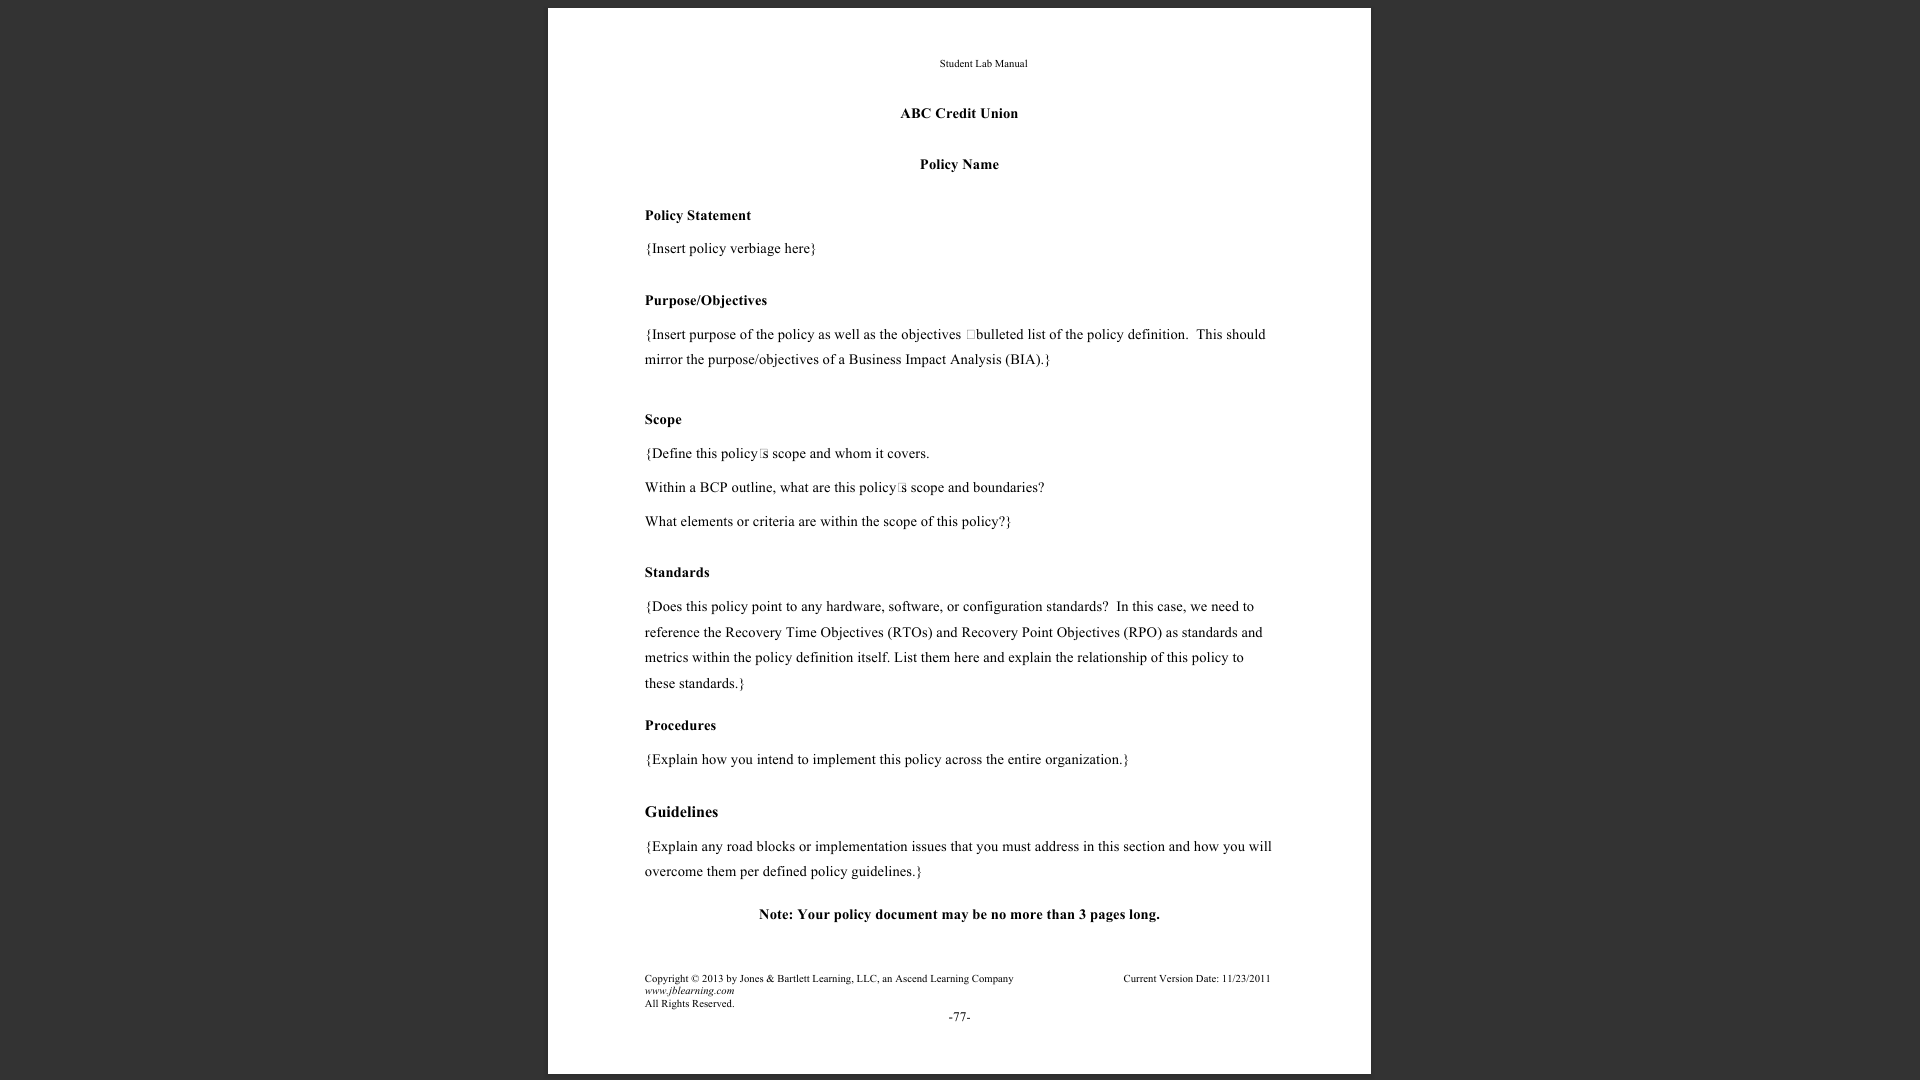 Student Lab Manual
ABC Credit Union
Policy Name
Policy Statement
{Insert policy verbiage here}
Purpose/Objectives
{Insert purpose of the policy as well as the objectives □bulleted list of the policy definition.  This should
mirror the purpose/objectives of a Business Impact Analysis (BIA).}
Scope
{Define this policy□s scope and whom it covers.
Within a BCP outline, what are this policy□s scope and boundaries?
What elements or criteria are within the scope of this policy?}
Standards
{Does this policy point to any hardware, software, or configuration standards?  In this case, we need to
reference the Recovery Time Objectives (RTOs) and Recovery Point Objectives (RPO) as standards and
metrics within the policy definition itself. List them here and explain the relationship of this policy to
these standards.}
Procedures
{Explain how you intend to implement this policy across the entire organization.}
Guidelines
{Explain any road blocks or implementation issues that you must address in this section and how you will
overcome them per defined policy guidelines.}
Note: Your policy document may be no more than 3 pages long.
Copyright © 2013 by Jones & Bartlett Learning, LLC, an Ascend Learning Company Current Version Date: 11/23/2011
www.jblearning.com
All Rights Reserved.
-77-